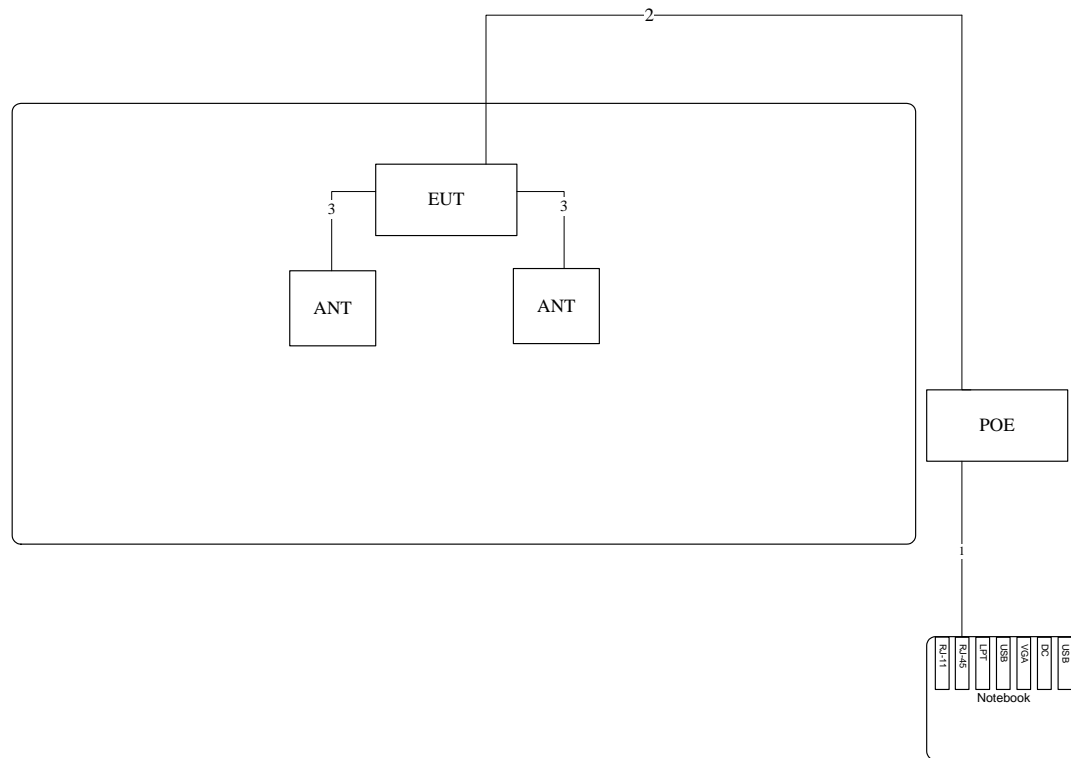 2
EUT
3
3
ANT
ANT
POE
1
RJ-11
RJ-45
LPT
USB
VGA
DC
USB
Notebook